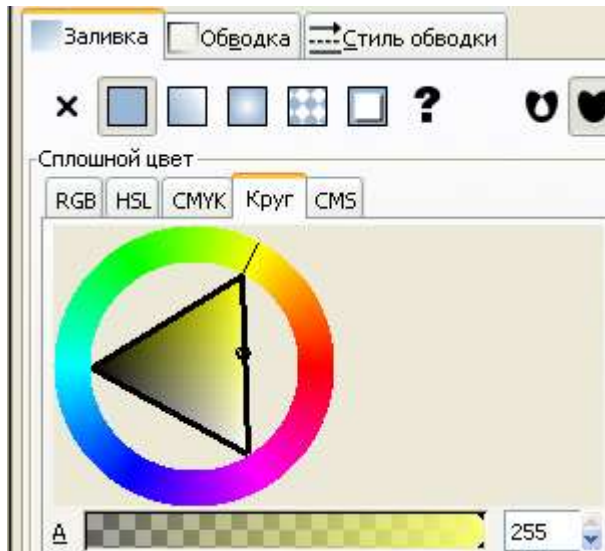 Заливка Обводка Стиль обводки
× ?
Сплошной цвет
RGB HSL CMYK Круг CMS
A 255